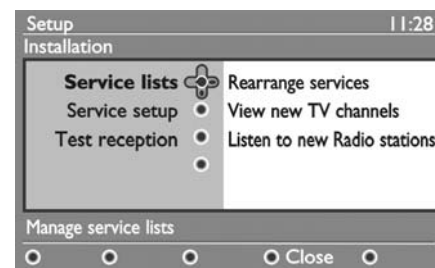 Setup 11:28
Installation
Service lists Rearrange services
Service setup View new TV channels
Test reception Listen to new Radio stations
Manage service lists
Close